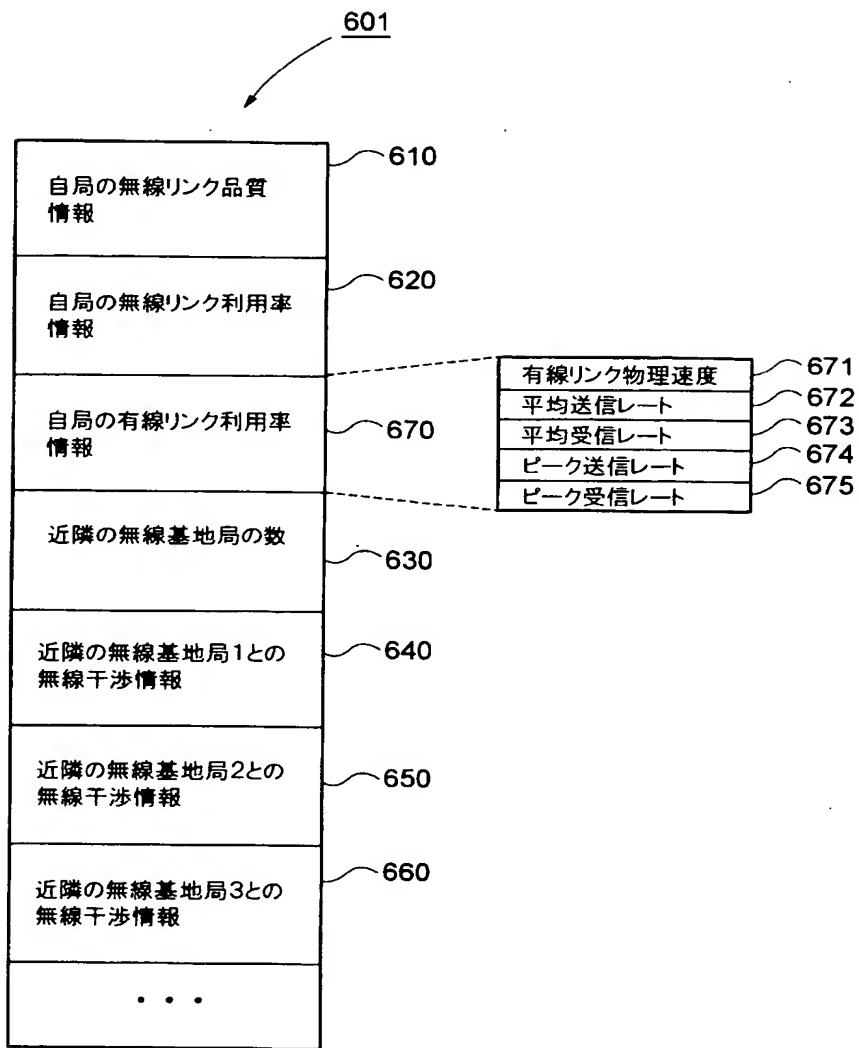 601
自局の無線リンク品質
情報
610
自局の無線リンク利用率
情報
620
自局の有線リンク利用率
情報
670
有線リンク物理速度
671
平均送信レート
672
平均受信レート
673
ピーク送信レート
674
ピーク受信レート
675
近隣の無線基地局の数
630
近隣の無線基地局1との
無線干渉情報
640
近隣の無線基地局2との
無線干渉情報
650
近隣の無線基地局3との
無線干渉情報
660
・・・